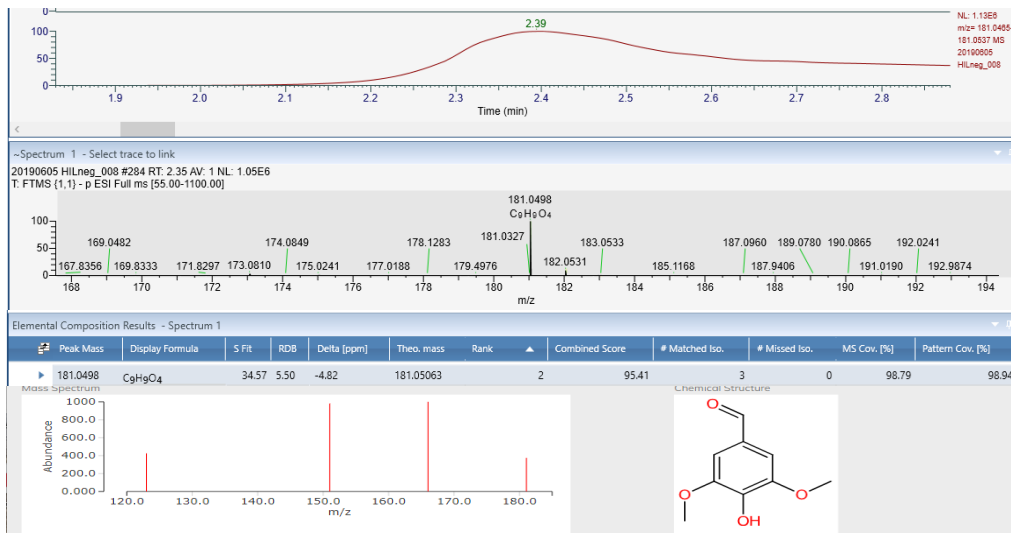 0
2.39
100
50
0
1.9 2.0 2.1 2.2 2.3 2.4 2.5 2.6 2.7 2.8
Time (min)
NL: 1.13E6
m/z= 181.0465-
181.0537 MS
20190605
HILneg_008
~Spectrum 1 - Select trace to link
20190605 HILneg_008 #284 RT: 2.35 AV: 1 NL: 1.05E6
T: FTMS {1,1} - p ESI Full ms [55.00-1100.00]
181.0498
C9H9O4
100
50
0
169.0482 174.0849 178.1283 181.0327 183.0533 187.0960 189.0780 190.0865 192.0241
167.8356 169.8333 171.8297 173.0810 175.0241 177.0188 179.4976 182.0531 185.1168 187.9406 191.0190 192.9874
168 170 172 174 176 178 180 182 184 186 188 190 192 194
m/z
Elemental Composition Results - Spectrum 1
Peak Mass Display Formula S Fit RDB Delta [ppm] Theo. mass Rank Combined Score # Matched Iso. # Missed Iso. MS Cov. [%] Pattern Cov. [%]
181.0498 C9H9O4 34.57 5.50 -4.82 181.05063 2 95.41 3 0 98.79 98.94
Mass Spectrum
1000
800.0
600.0
400.0
200.0
0.000
Abundance
120.0 130.0 140.0 150.0 160.0 170.0 180.0
m/z
Chemical Structure
O
O
O
OH